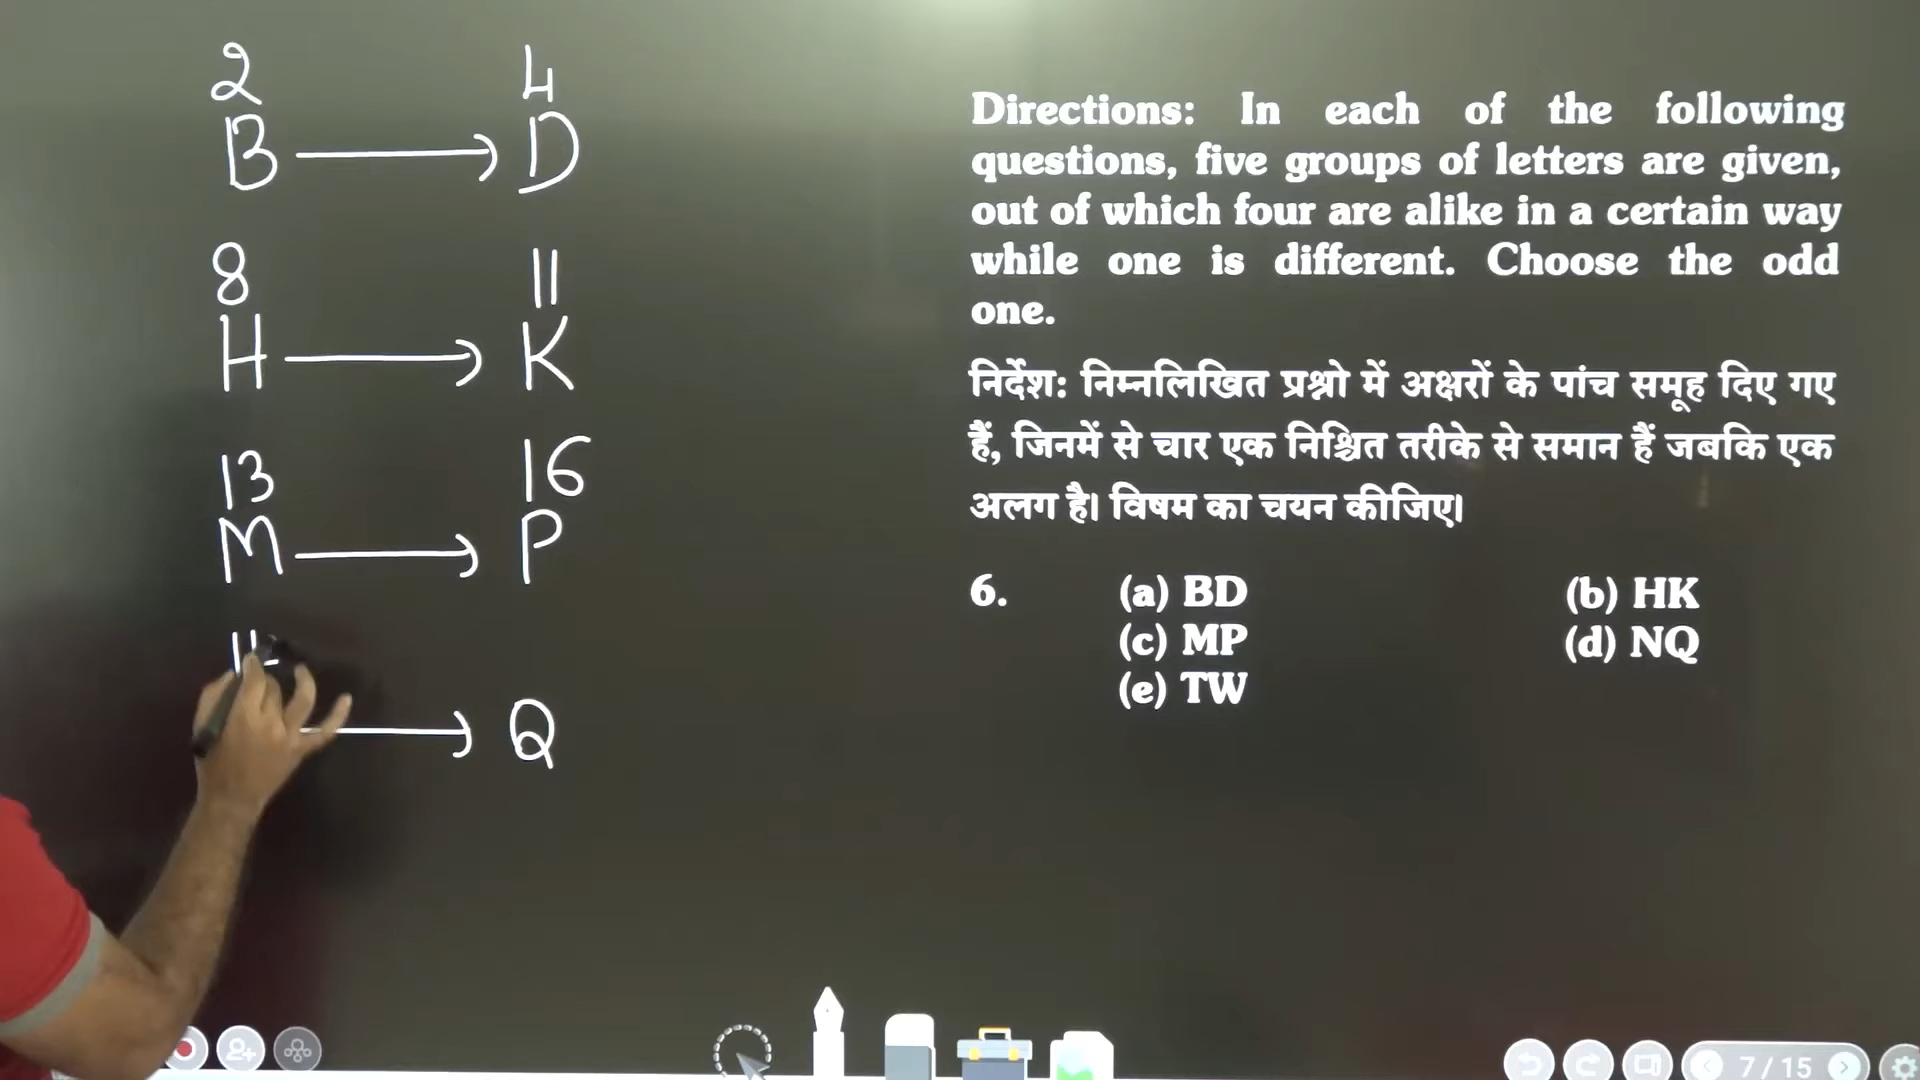 2 4
B → D
8 11
H → K
13 16
M → P
→ Q
Directions: In each of the following
questions, five groups of letters are given,
out of which four are alike in a certain way
while one is different. Choose the odd
one.
निर्देश: निम्नलिखित प्रश्नो में अक्षरों के पांच समूह दिए गए
हैं, जिनमें से चार एक निश्चित तरीके से समान हैं जबकि एक
अलग है। विषम का चयन कीजिए।
6. (a) BD (b) HK
(c) MP (d) NQ
(e) TW
7 / 15